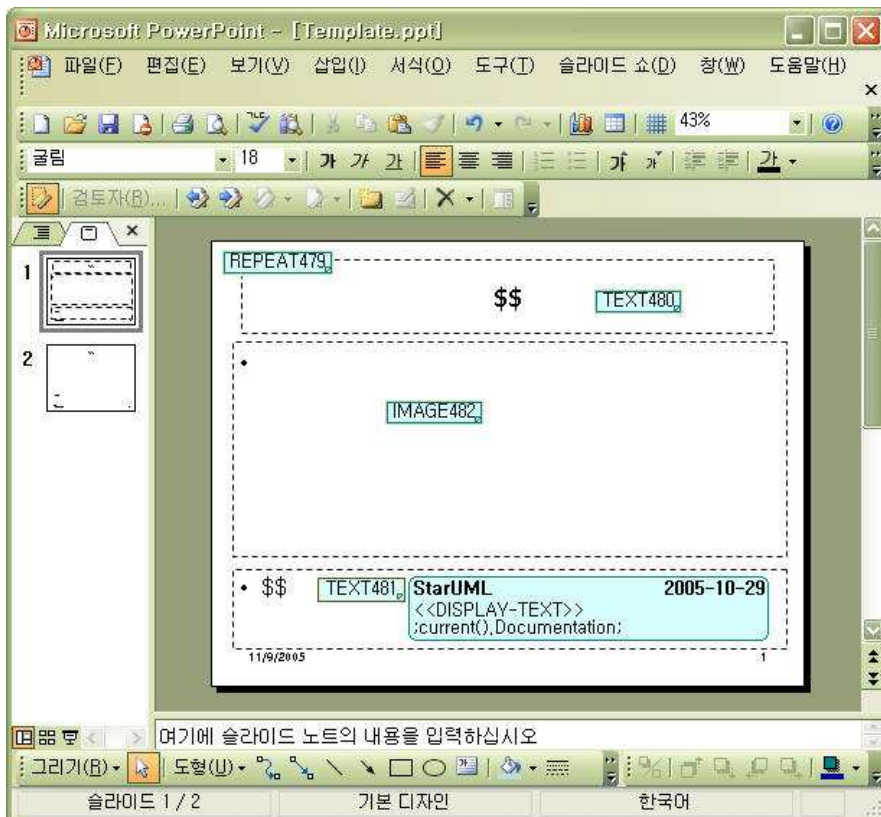 Microsoft PowerPoint - [Template.ppt]
파일(F) 편집(E) 보기(V) 삽입(I) 서식(O) 도구(T) 슬라이드 쇼(D) 창(W) 도움말(H)
43%
굴림 18 가 가 가 가 가 가
검토자(R)...
1
2
REPEAT479
$$ TEXT480
•
IMAGE482
• $$ TEXT481 StarUML 2005-10-29
<<DISPLAY-TEXT>>
;current(),Documentation;
11/9/2005 1
여기에 슬라이드 노트의 내용을 입력하십시오
그리기(R) 도형(U)
슬라이드 1 / 2 기본 디자인 한국어